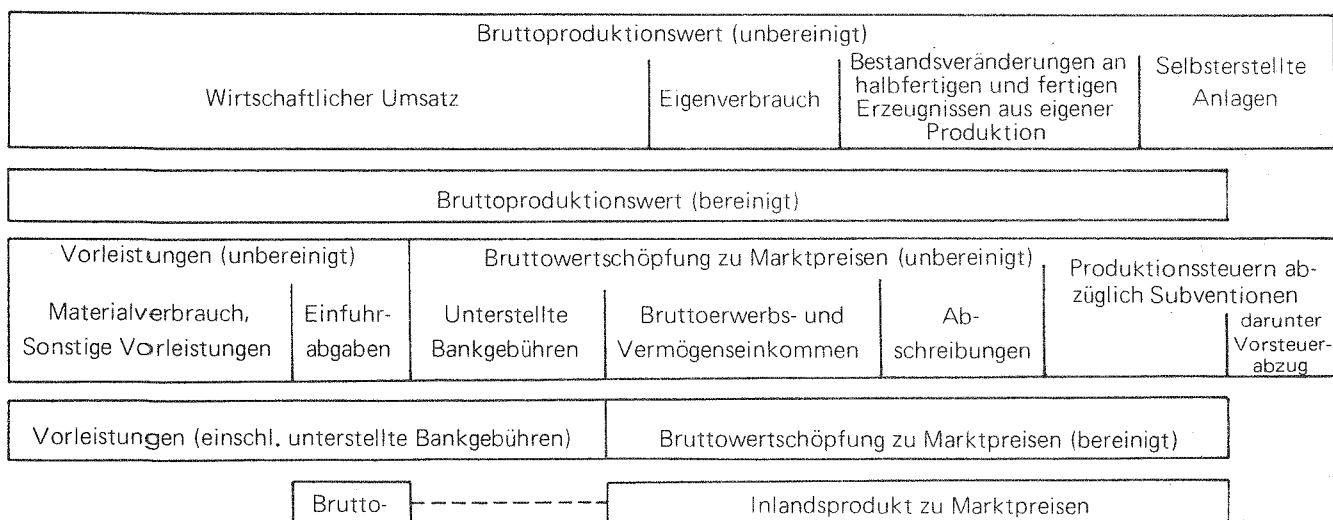 Bruttoproduktionswert (unbereinigt)
Wirtschaftlicher Umsatz
Eigenverbrauch
Bestandsveränderungen an
halbfertigen und fertigen
Erzeugnissen aus eigener
Produktion
Selbsterstellte
Anlagen
Bruttoproduktionswert (bereinigt)
Vorleistungen (unbereinigt)
Materialverbrauch,
Sonstige Vorleistungen
Einfuhr-
abgaben
Bruttowertschöpfung zu Marktpreisen (unbereinigt)
Unterstellte
Bankgebühren
Bruttoerwerbs- und
Vermögenseinkommen
Ab-
schreibungen
Produktionssteuern ab-
züglich Subventionen
darunter
Vorsteuer-
abzug
Vorleistungen (einschl. unterstellte Bankgebühren)
Bruttowertschöpfung zu Marktpreisen (bereinigt)
Brutto-
Inlandsprodukt zu Marktpreisen